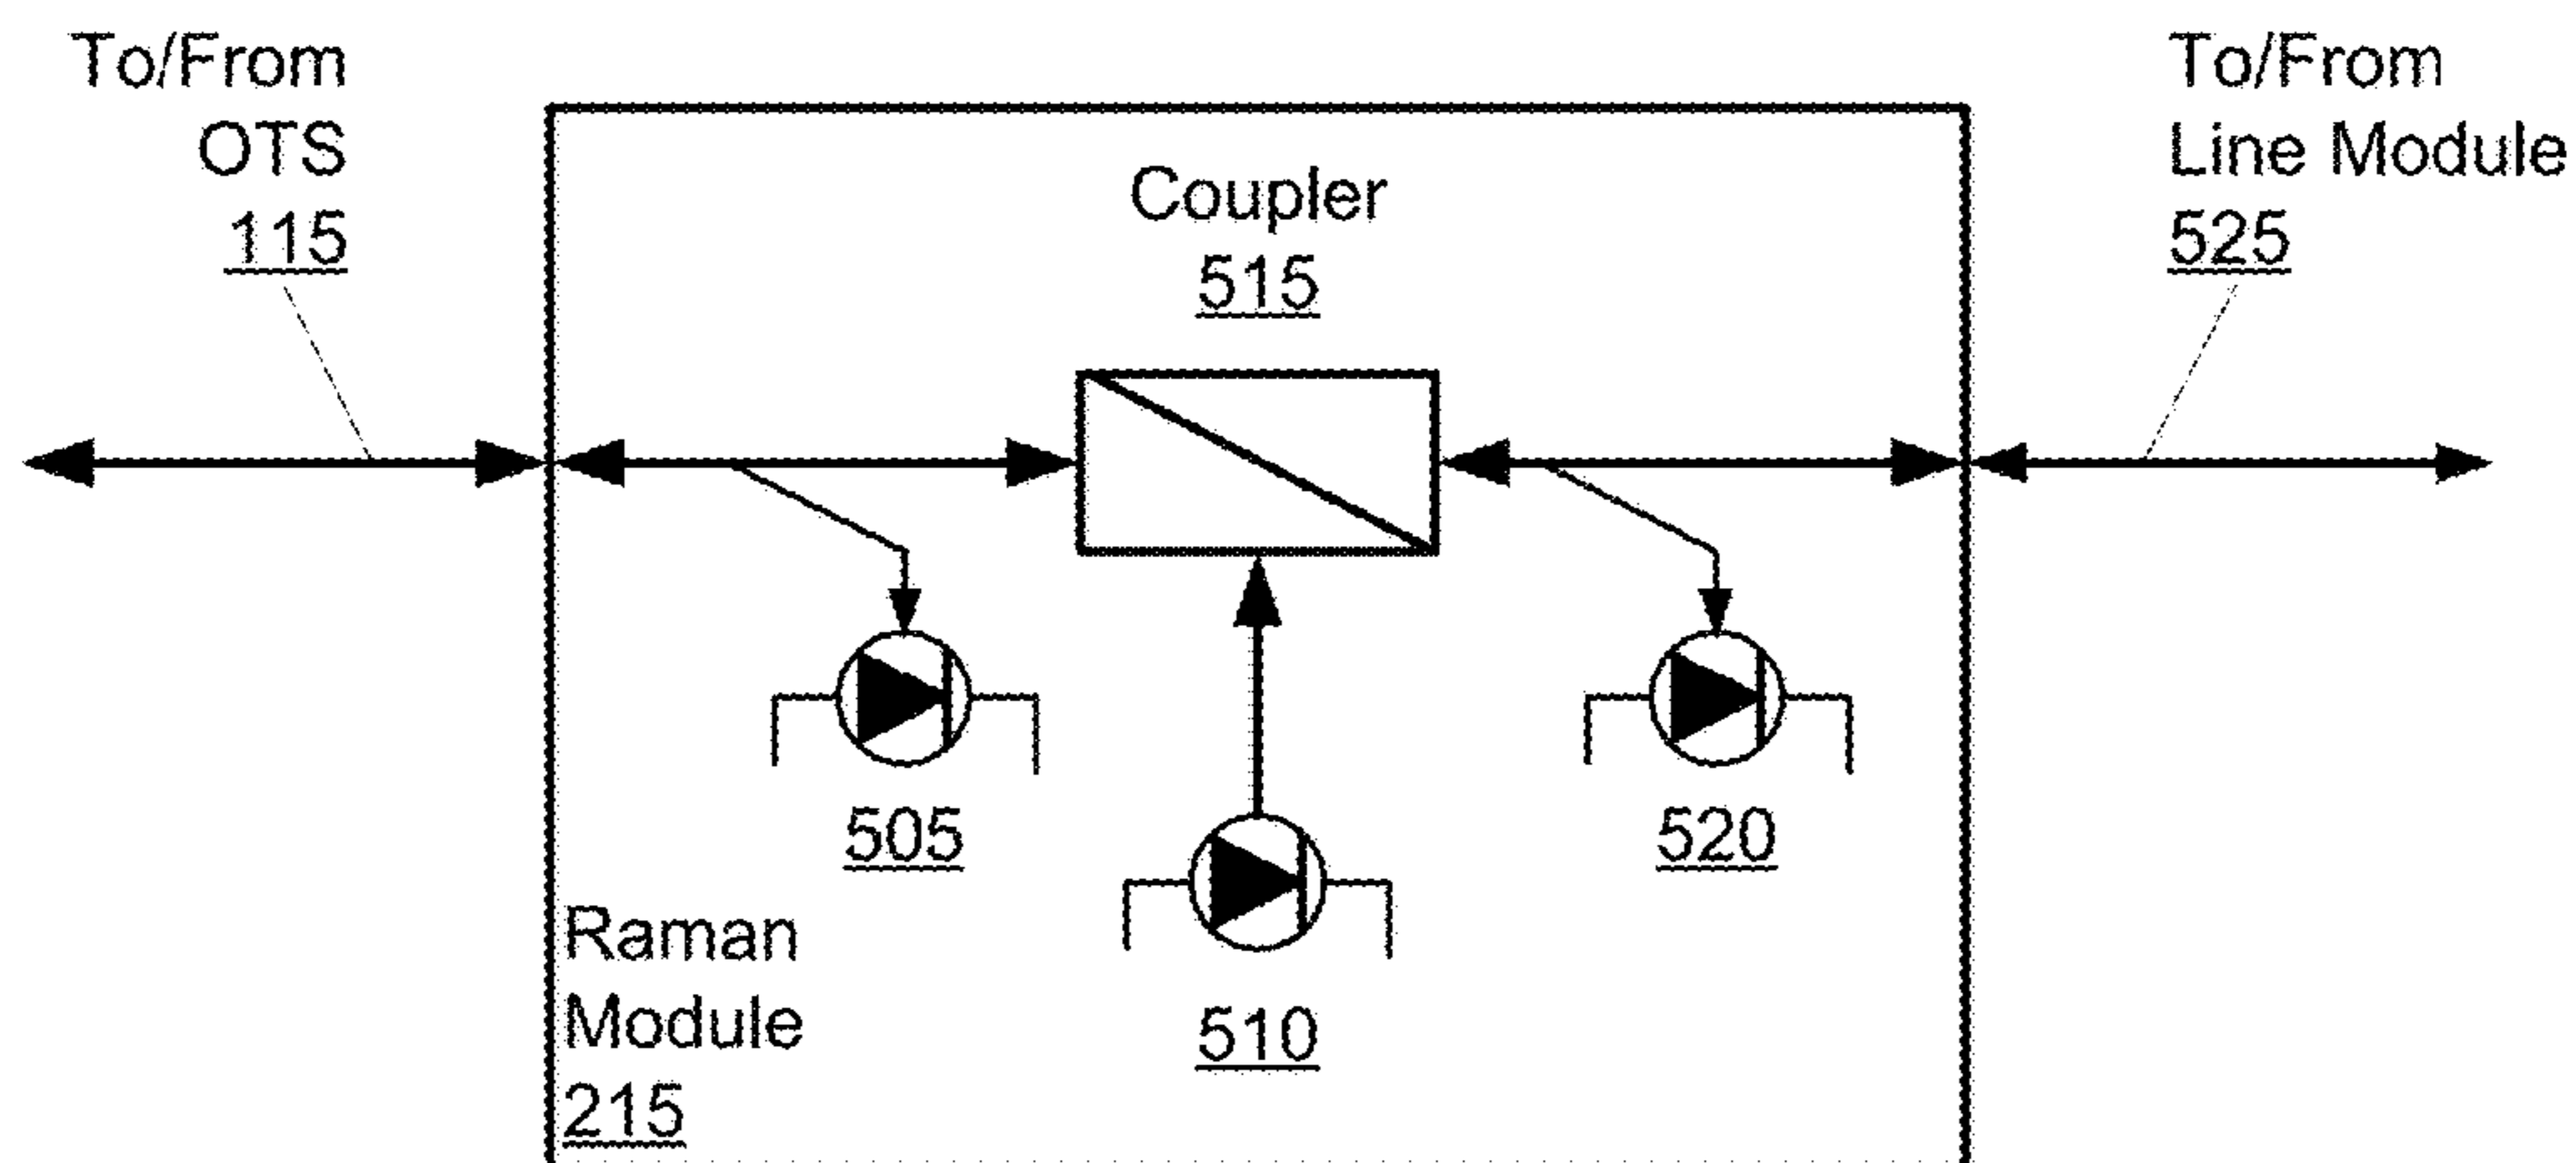 To/From
OTS
115
To/From
Line Module
525
Coupler
515
505
520
510
Raman
Module
215